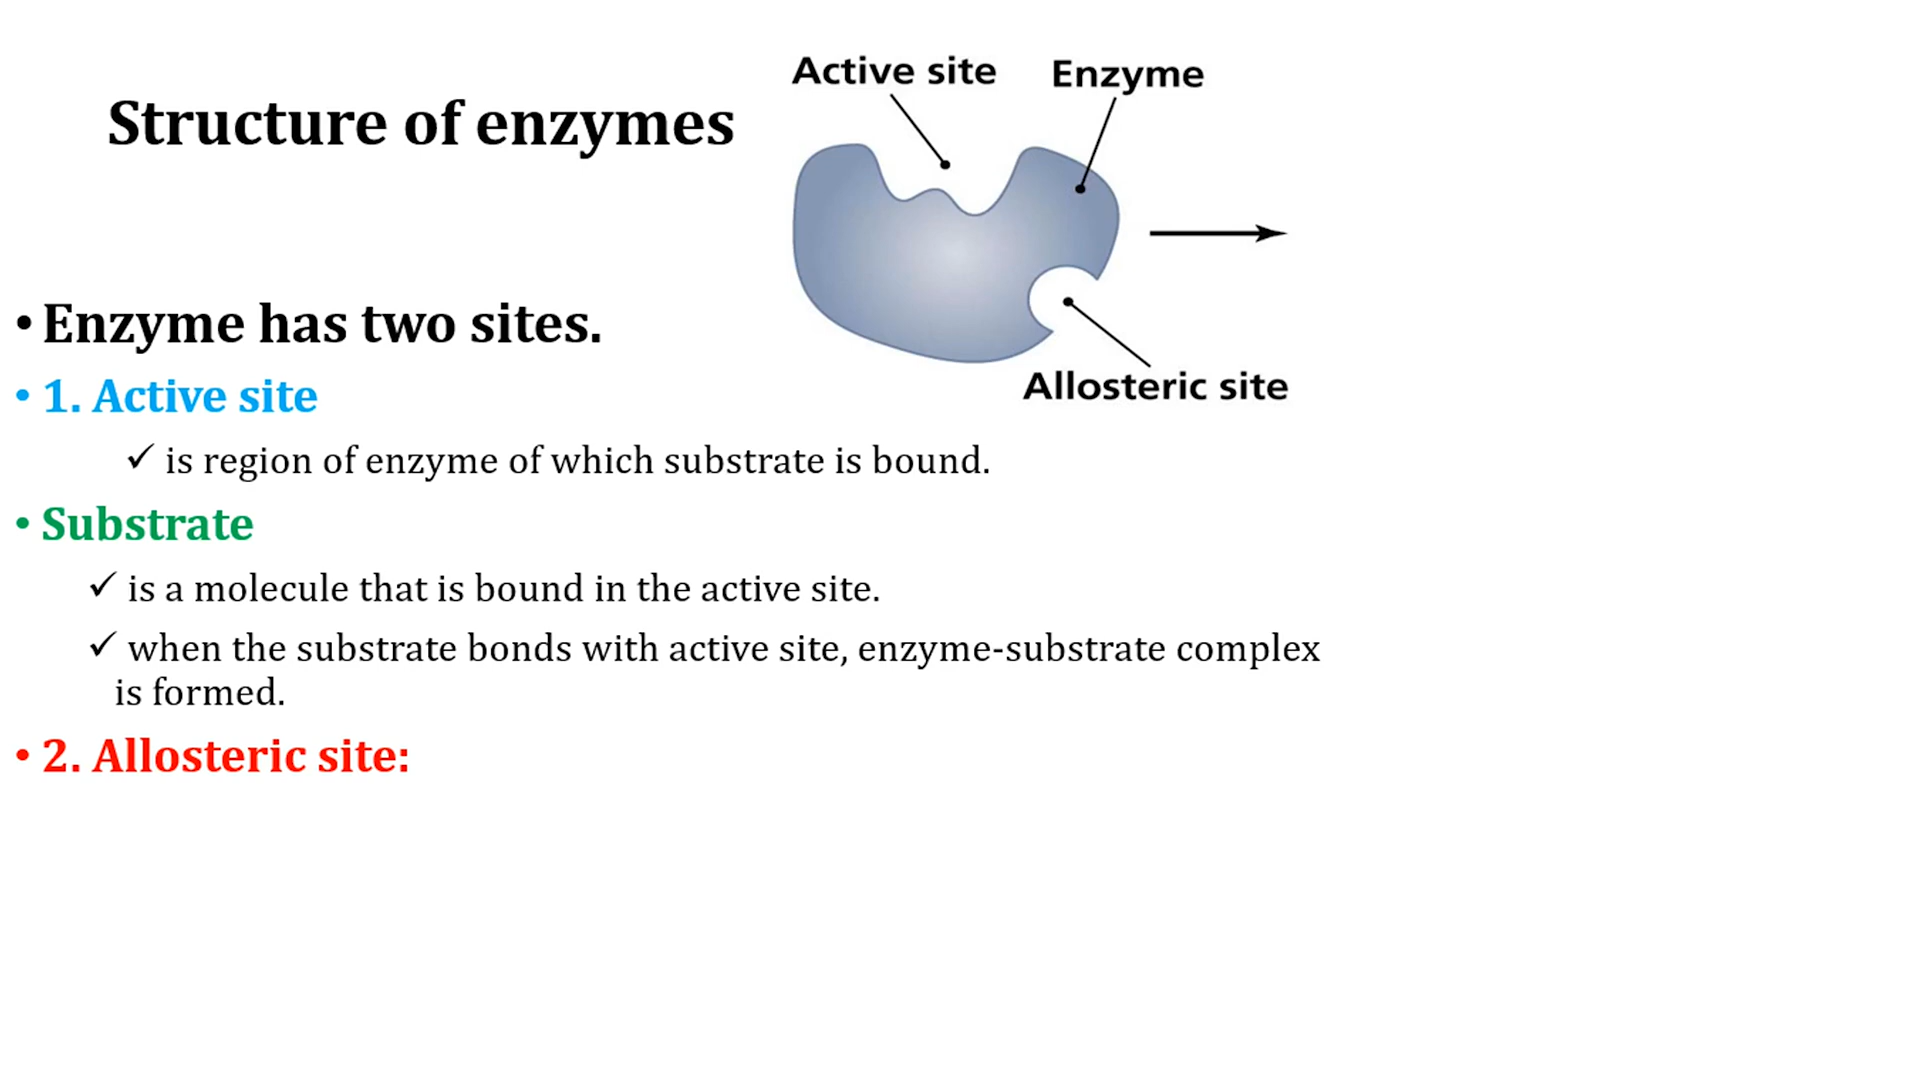 Active site
Enzyme
Structure of enzymes
Allosteric site
• Enzyme has two sites.
• 1. Active site
✓ is region of enzyme of which substrate is bound.
• Substrate
✓ is a molecule that is bound in the active site.
✓ when the substrate bonds with active site, enzyme-substrate complex
is formed.
• 2. Allosteric site: